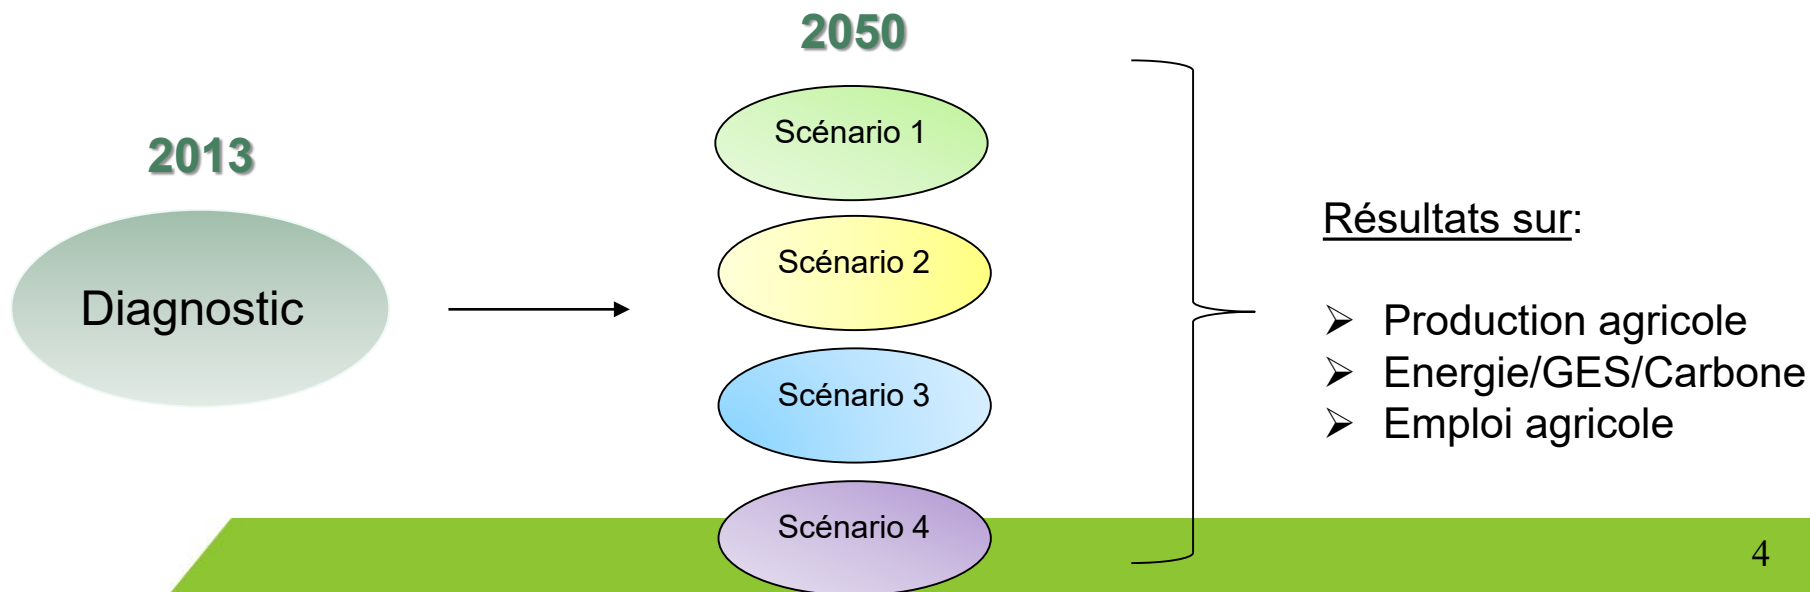 2013
Diagnostic
2050
Scénario 1
Scénario 2
Scénario 3
Scénario 4
Résultats sur:
➢ Production agricole
➢ Energie/GES/Carbone
➢ Emploi agricole
4